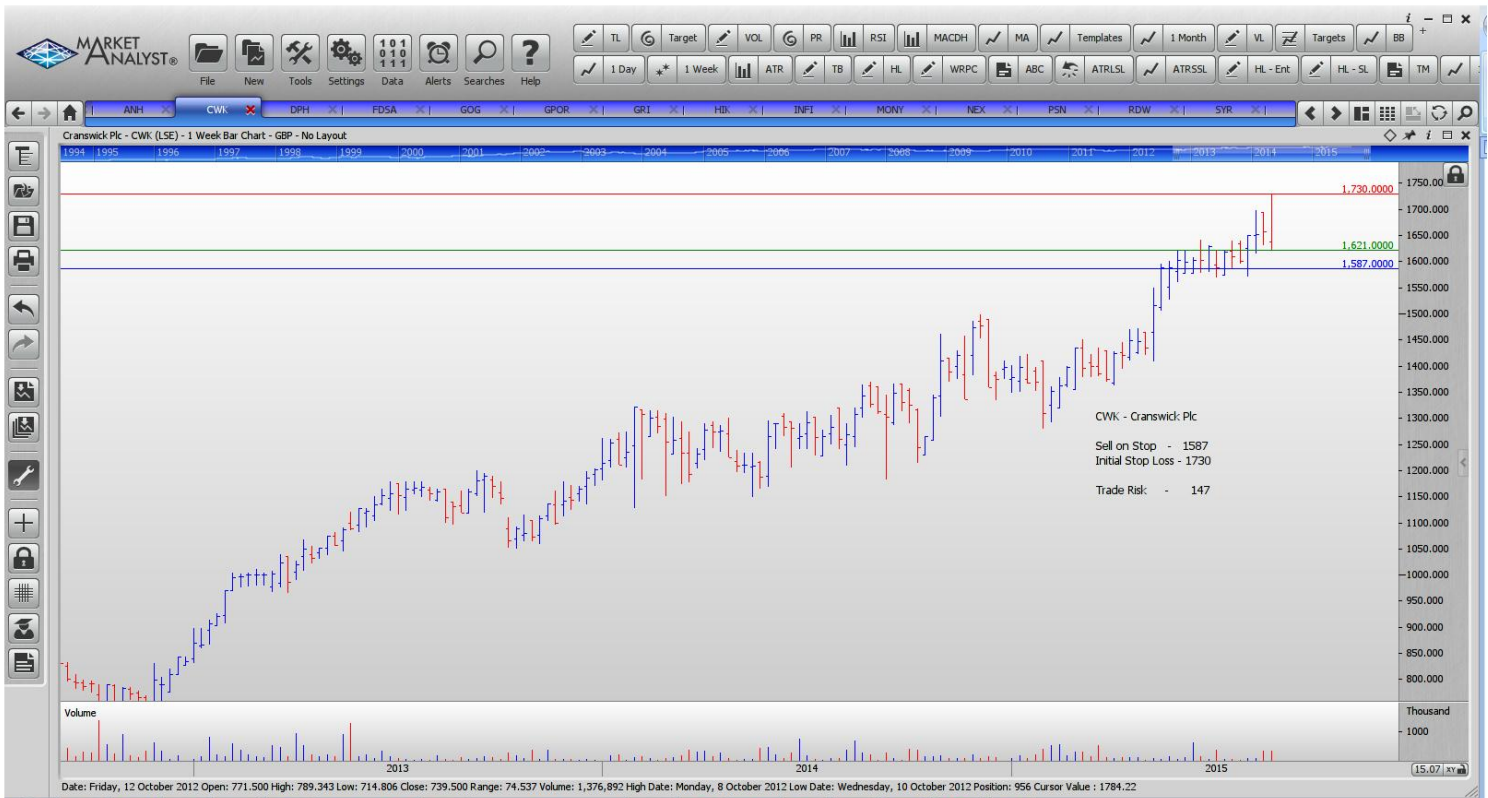 MARKET ANALYST®
File New Tools Settings Data Alerts Searches Help
TL Target VOL PR RSI MACDH MA Templates 1 Month VL Targets BB
1 Day 1 Week ATR TB HL WRPC ABC ATRLSL ATRSSL HL - Ent HL - SL TM
ANH CWK DPH FDSA GOG GPOR GRI HIK INFI MONY NEX PSN RDW SYR
Cranswick Plc - CWK (LSE) - 1 Week Bar Chart - GBP - No Layout
1994 1995 1996 1997 1998 1999 2000 2001 2002 2003 2004 2005 2006 2007 2008 2009 2010 2011 2012 2013 2014 2015
1750.00
1,730.0000
1700.000
1650.000
1,621.0000
1600.000
1,587.0000
1550.000
1500.000
1450.000
1400.000
1350.000
1300.000
1250.000
1200.000
1150.000
1100.000
1050.000
1000.000
950.000
900.000
850.000
800.000
CWK - Cranswick Plc
Sell on Stop - 1587
Initial Stop Loss - 1730
Trade Risk - 147
Volume
Thousand
1000
2013 2014 2015
15.07 XY
Date: Friday, 12 October 2012 Open: 771.500 High: 789.343 Low: 714.806 Close: 739.500 Range: 74.537 Volume: 1,376,892 High Date: Monday, 8 October 2012 Low Date: Wednesday, 10 October 2012 Position: 956 Cursor Value : 1784.22